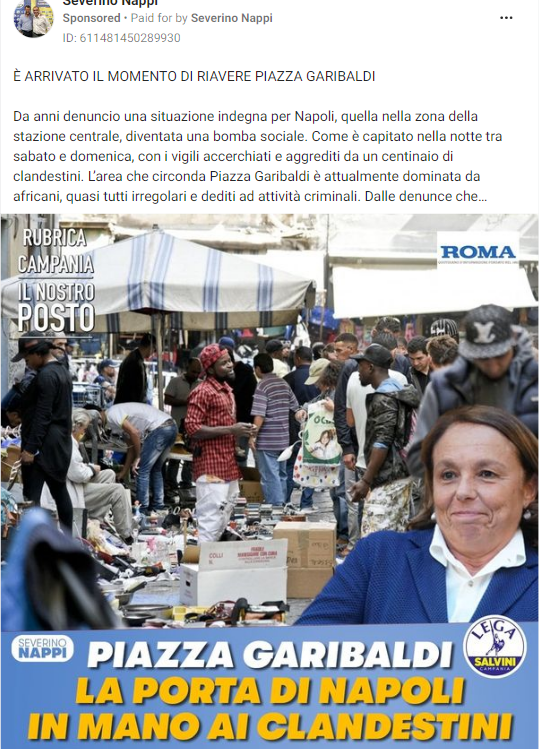 Severino Nappi
Sponsored • Paid for by Severino Nappi
ID: 611481450289930
È ARRIVATO IL MOMENTO DI RIAVERE PIAZZA GARIBALDI
Da anni denuncio una situazione indegna per Napoli, quella nella zona della
stazione centrale, diventata una bomba sociale. Come è capitato nella notte tra
sabato e domenica, con i vigili accerchiati e aggrediti da un centinaio di
clandestini. L’area che circonda Piazza Garibaldi è attualmente dominata da
africani, quasi tutti irregolari e dediti ad attività criminali. Dalle denunce che...
RUBRICA
CAMPANIA
IL NOSTRO
POSTO
ROMA
COLLI
FRAGILE
SEVERINO
NAPPI
PIAZZA GARIBALDI
LA PORTA DI NAPOLI
IN MANO AI CLANDESTINI
LEGA
SALVINI
CAMPANIA